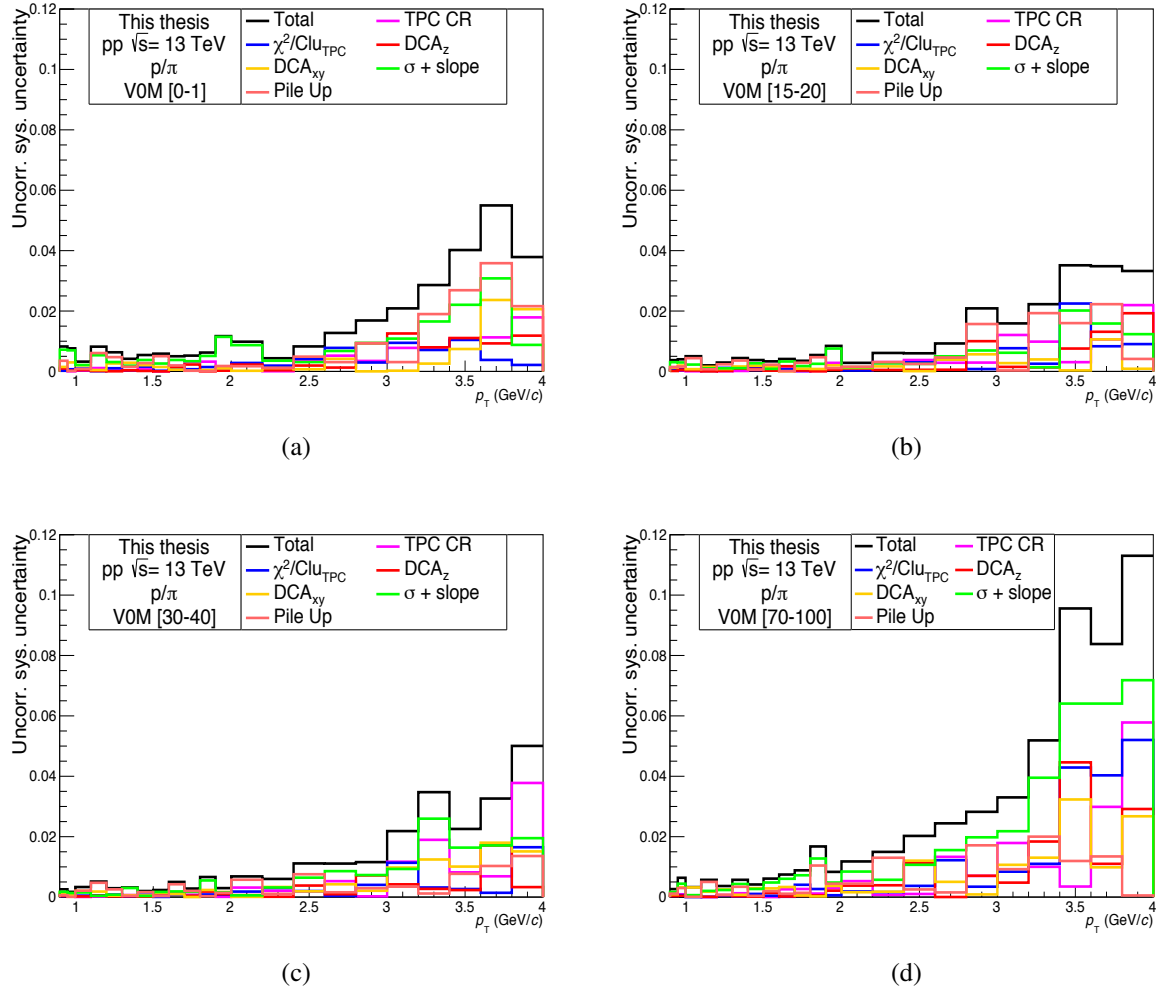 Uncorr. sys. uncertainty
0.12
0.1
0.08
0.06
0.04
0.02
0
This thesis
pp √s= 13 TeV
p/π
V0M [0-1]
Total
χ²/Clu_TPC
DCA_xy
Pile Up
TPC CR
DCA_z
σ + slope
1 1.5 2 2.5 3 3.5 4
p_T (GeV/c)
(a)
Uncorr. sys. uncertainty
0.12
0.1
0.08
0.06
0.04
0.02
0
This thesis
pp √s= 13 TeV
p/π
V0M [15-20]
Total
χ²/Clu_TPC
DCA_xy
Pile Up
TPC CR
DCA_z
σ + slope
1 1.5 2 2.5 3 3.5 4
p_T (GeV/c)
(b)
Uncorr. sys. uncertainty
0.12
0.1
0.08
0.06
0.04
0.02
0
This thesis
pp √s= 13 TeV
p/π
V0M [30-40]
Total
χ²/Clu_TPC
DCA_xy
Pile Up
TPC CR
DCA_z
σ + slope
1 1.5 2 2.5 3 3.5 4
p_T (GeV/c)
(c)
Uncorr. sys. uncertainty
0.12
0.1
0.08
0.06
0.04
0.02
0
This thesis
pp √s= 13 TeV
p/π
V0M [70-100]
Total
χ²/Clu_TPC
DCA_xy
Pile Up
TPC CR
DCA_z
σ + slope
1 1.5 2 2.5 3 3.5 4
p_T (GeV/c)
(d)